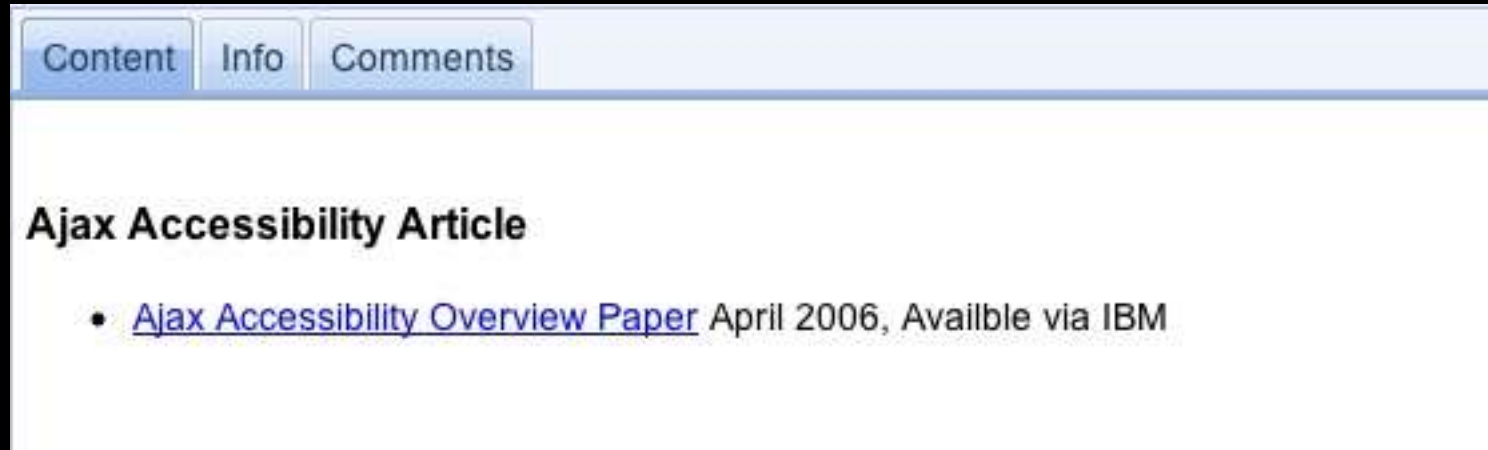 Content Info Comments
Ajax Accessibility Article
• Ajax Accessibility Overview Paper April 2006, Availble via IBM